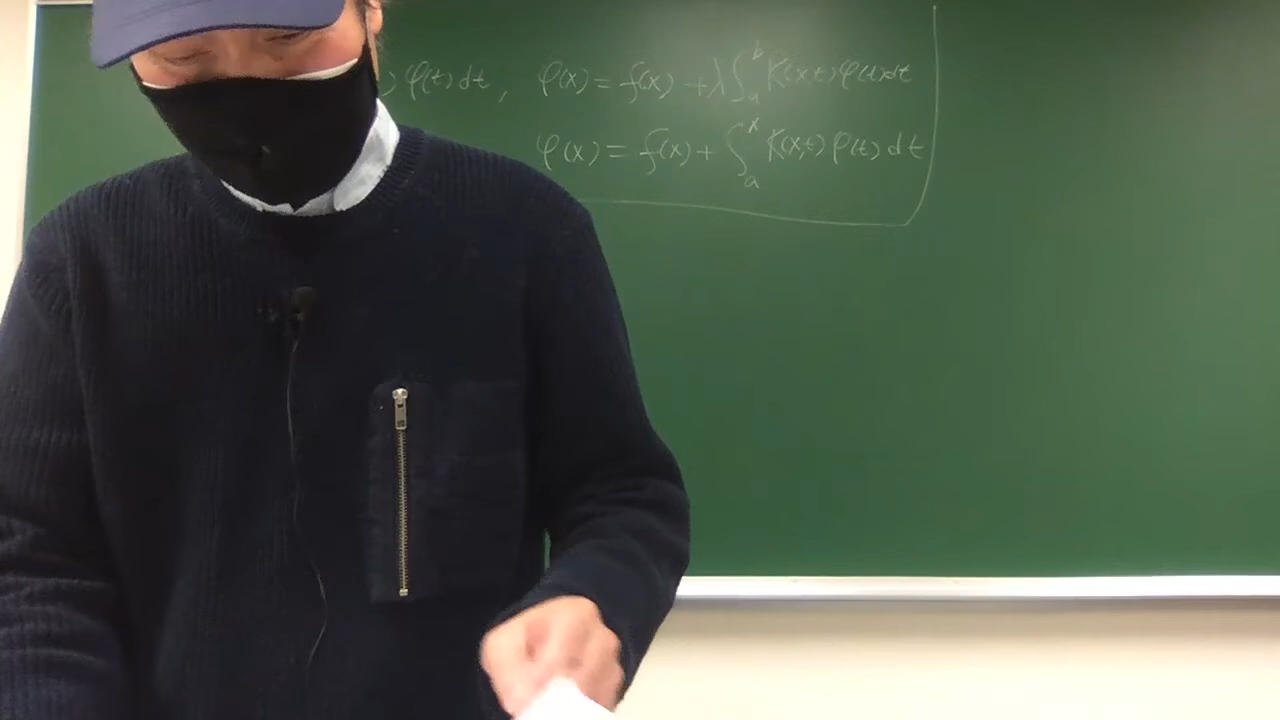 ) φ(t)dt, φ(x) = f(x) + λ∫_a^b K(x,t)φ(t)dt
φ(x) = f(x) + ∫_a^x K(x,t)φ(t)dt